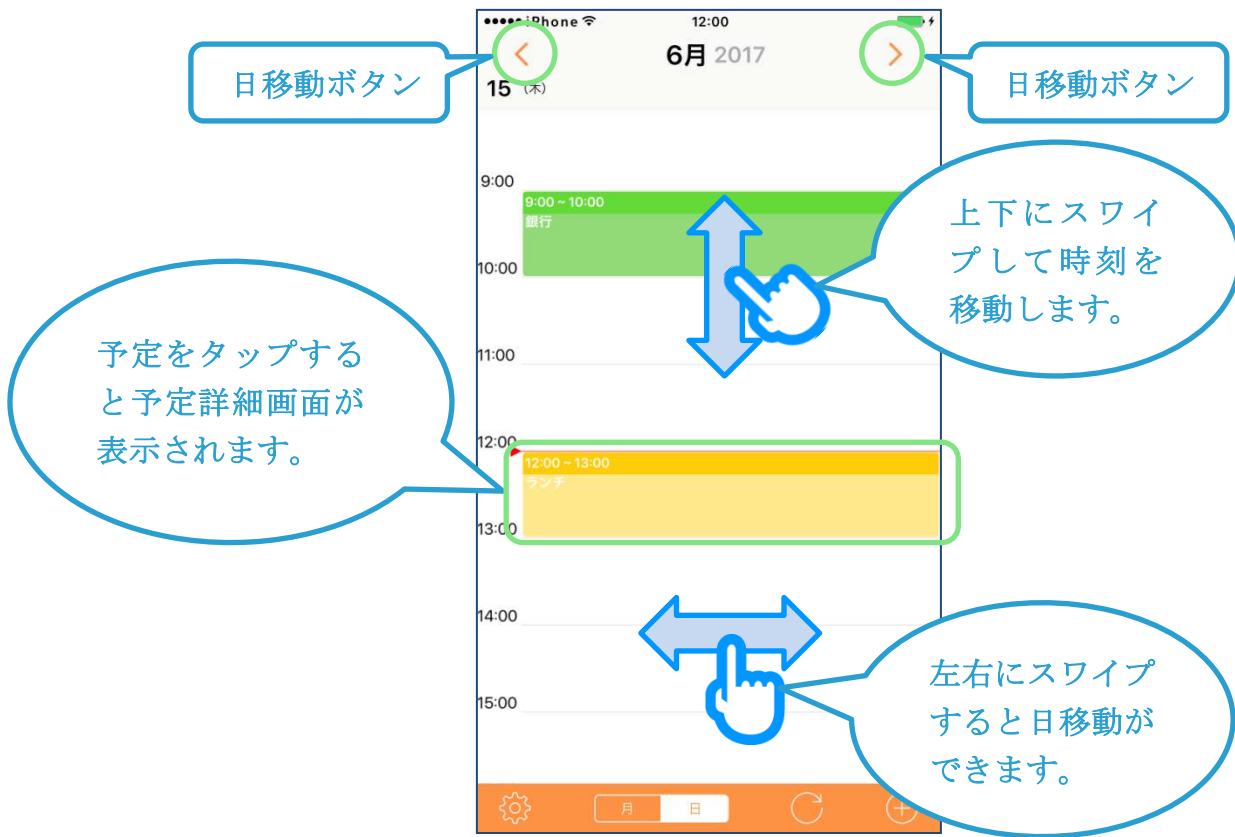 ●●●●● iPhone 12:00
6月 2017
日移動ボタン
日移動ボタン
15 (木)
9:00
9:00 ~ 10:00
銀行
上下にスワイ
プして時刻を
移動します。
10:00
11:00
予定をタップする
と予定詳細画面が
表示されます。
12:00
12:00 ~ 13:00
ランチ
13:00
14:00
左右にスワイプ
すると日移動が
できます。
15:00
月 日